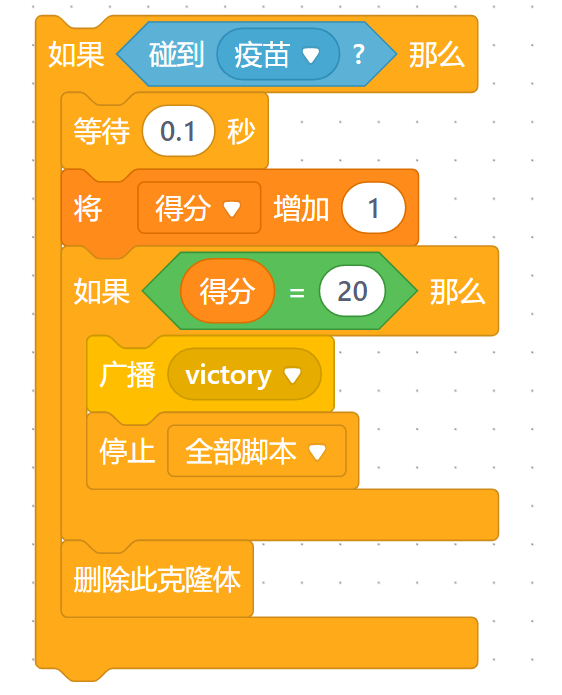 如果 碰到 疫苗 ? 那么
等待 0.1 秒
将 得分 增加 1
如果 得分 = 20 那么
广播 victory
停止 全部脚本
删除此克隆体